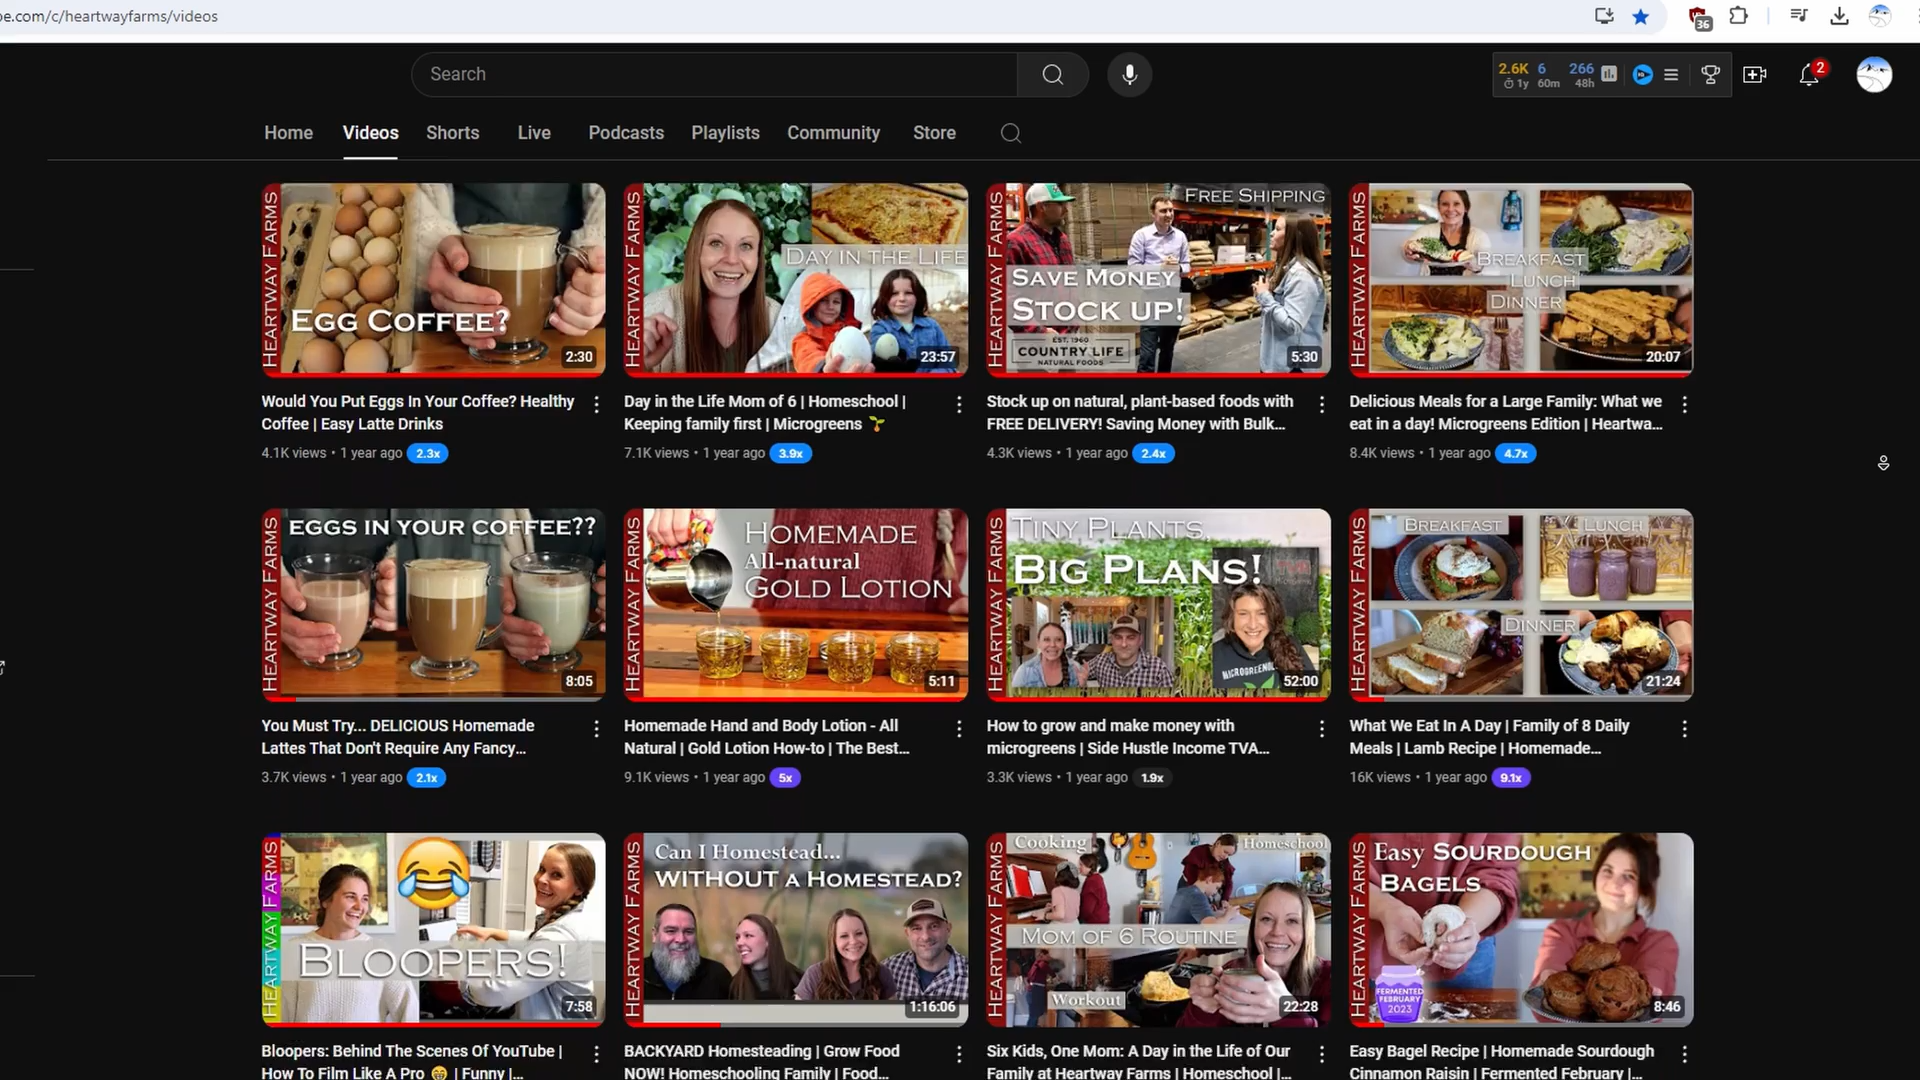 be.com/c/heartwayfarms/videos
36
Search
2.6K 6 266
1y 60m 48h
2
Home Videos Shorts Live Podcasts Playlists Community Store
HEARTWAY FARMS
EGG COFFEE?
2:30
HEARTWAY FARMS
DAY IN THE LIFE
23:57
HEARTWAY FARMS
FREE SHIPPING
SAVE MONEY
STOCK UP!
EST. 1960
COUNTRY LIFE
NATURAL FOODS
5:30
HEARTWAY FARMS
BREAKFAST
LUNCH
DINNER
20:07
Would You Put Eggs In Your Coffee? Healthy
Coffee | Easy Latte Drinks
4.1K views • 1 year ago 2.3x
Day in the Life Mom of 6 | Homeschool |
Keeping family first | Microgreens 🌱
7.1K views • 1 year ago 3.9x
Stock up on natural, plant-based foods with
FREE DELIVERY! Saving Money with Bulk...
4.3K views • 1 year ago 2.4x
Delicious Meals for a Large Family: What we
eat in a day! Microgreens Edition | Heartwa...
8.4K views • 1 year ago 4.7x
HEARTWAY FARMS
EGGS IN YOUR COFFEE??
8:05
HEARTWAY FARMS
HOMEMADE
All-natural
GOLD LOTION
5:11
HEARTWAY FARMS
TINY PLANTS,
BIG PLANS!
52:00
HEARTWAY FARMS
BREAKFAST
LUNCH
DINNER
21:24
You Must Try... DELICIOUS Homemade
Lattes That Don't Require Any Fancy...
3.7K views • 1 year ago 2.1x
Homemade Hand and Body Lotion - All
Natural | Gold Lotion How-to | The Best...
9.1K views • 1 year ago 5x
How to grow and make money with
microgreens | Side Hustle Income TVA...
3.3K views • 1 year ago 1.9x
What We Eat In A Day | Family of 8 Daily
Meals | Lamb Recipe | Homemade...
16K views • 1 year ago 9.1x
HEARTWAY FARMS
BLOOPERS!
7:58
HEARTWAY FARMS
Can I Homestead...
WITHOUT A HOMESTEAD?
1:16:06
HEARTWAY FARMS
Cooking
Homeschool
MOM OF 6 ROUTINE
Workout
22:28
HEARTWAY FARMS
Easy SOURDOUGH
BAGELS
FERMENTED
FEBRUARY
2023
8:46
Bloopers: Behind The Scenes Of YouTube |
How To Film Like A Pro 😁 | Funny |...
BACKYARD Homesteading | Grow Food
NOW! Homeschooling Family | Food...
Six Kids, One Mom: A Day in the Life of Our
Family at Heartway Farms | Homeschool |...
Easy Bagel Recipe | Homemade Sourdough
Cinnamon Raisin | Fermented February |...